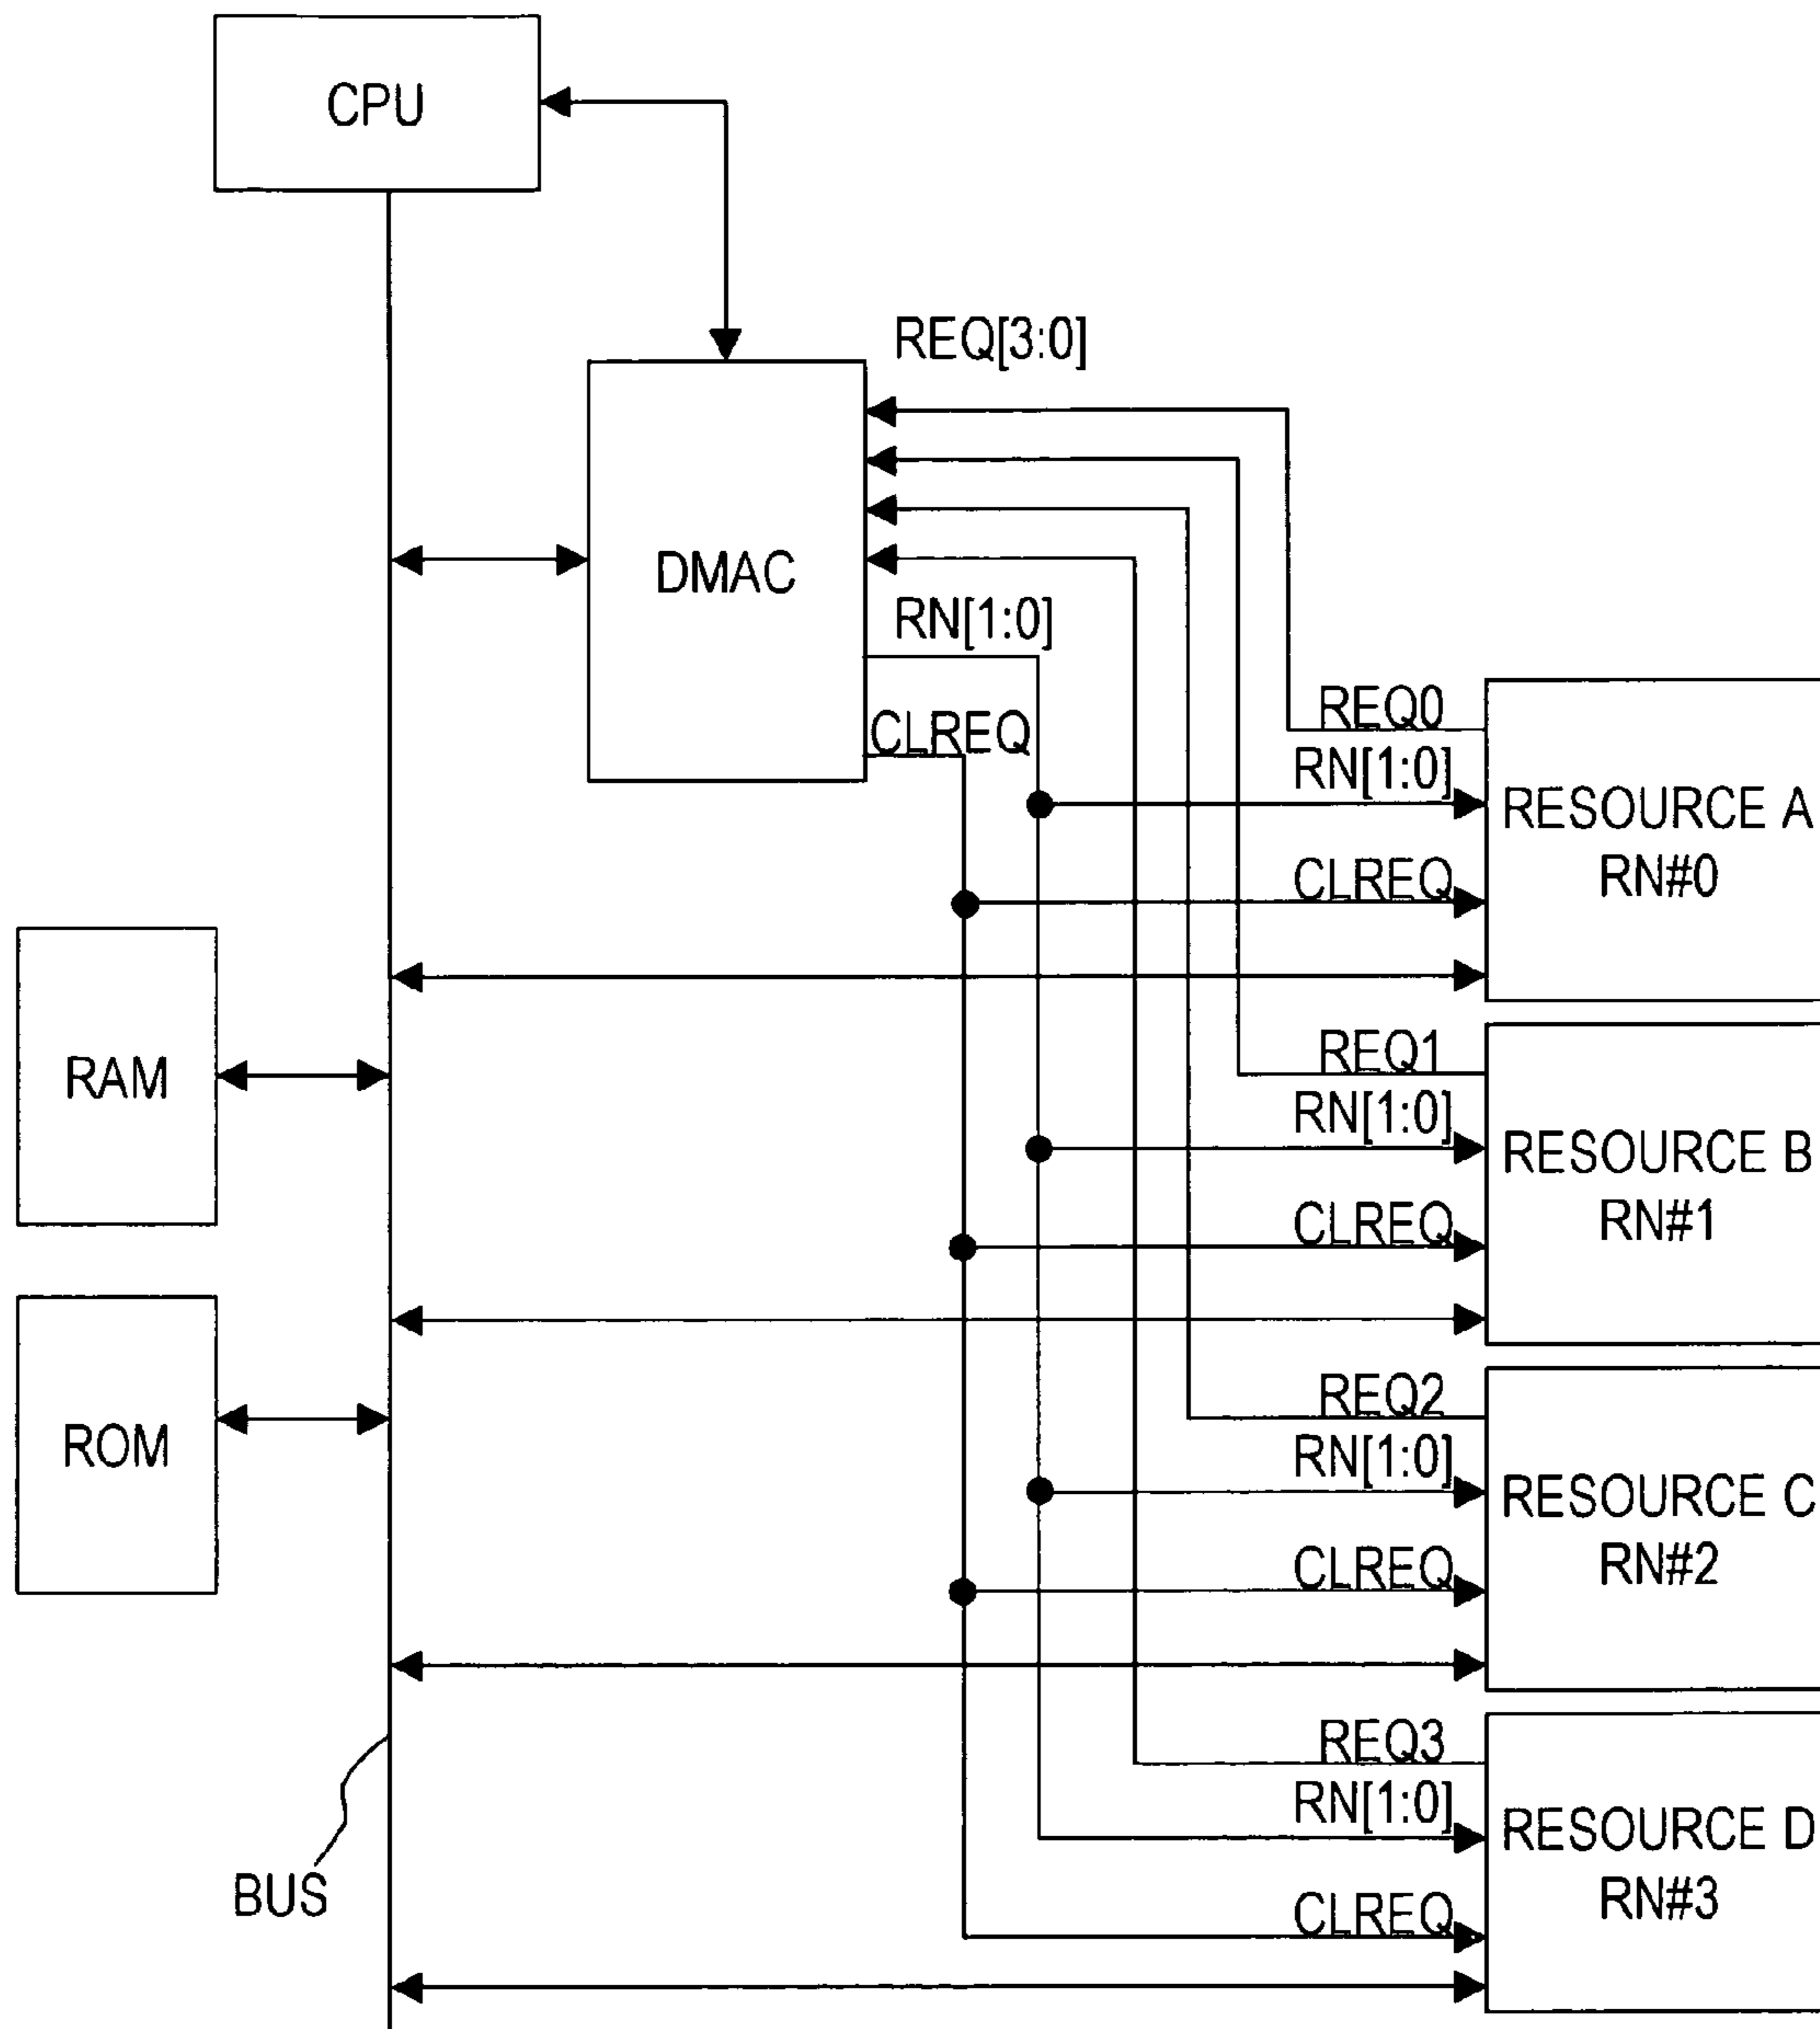 CPU
REQ[3:0]
DMAC
RN[1:0]
CLREQ
REQ0
RN[1:0]
RESOURCE A
RN#0
CLREQ
RAM
REQ1
RN[1:0]
RESOURCE B
RN#1
CLREQ
ROM
REQ2
RN[1:0]
RESOURCE C
RN#2
CLREQ
REQ3
RN[1:0]
RESOURCE D
RN#3
BUS
CLREQ